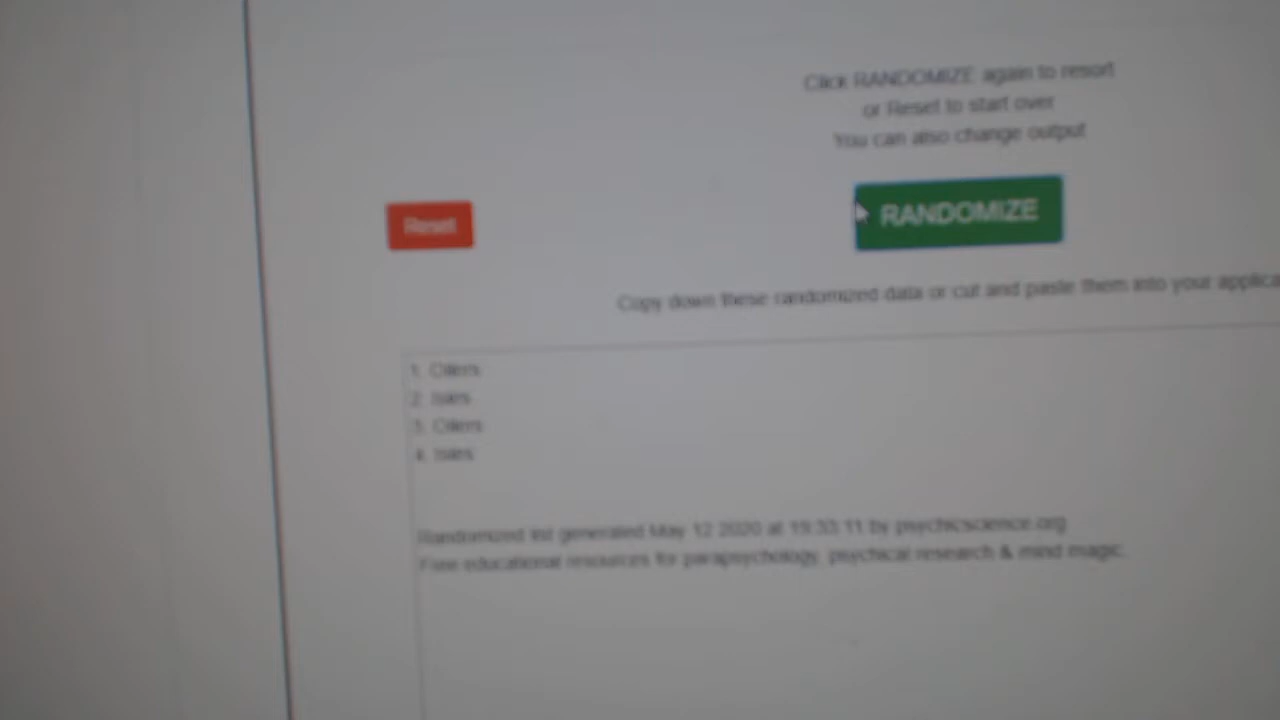 Click RANDOMIZE again to resort
or Reset to start over
You can also change output
Reset
RANDOMIZE
Copy down these randomized data or cut and paste them into your applica
1. Oilers
2. Isles
3. Oilers
4. Isles
Randomized list generated May 12 2020 at 19:33:11 by psychicscience.org
Free educational resources for parapsychology, psychical research & mind magic.